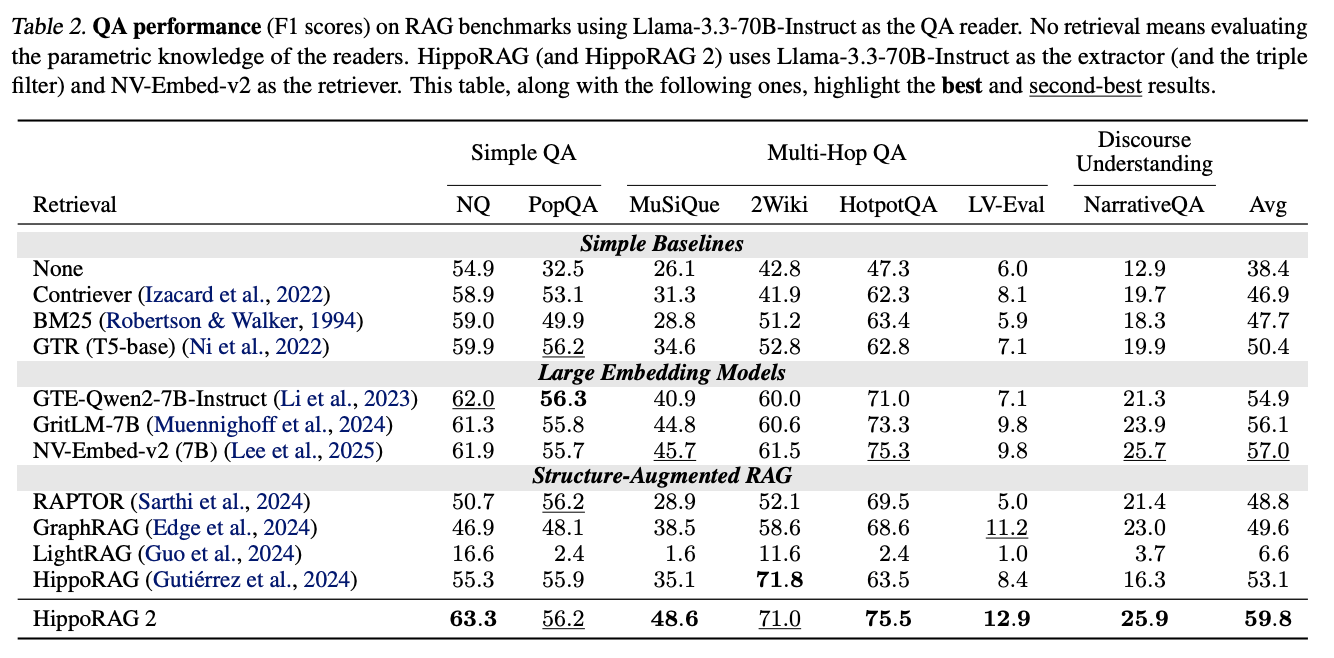 Table 2. QA performance (F1 scores) on RAG benchmarks using Llama-3.3-70B-Instruct as the QA reader. No retrieval means evaluating
the parametric knowledge of the readers. HippoRAG (and HippoRAG 2) uses Llama-3.3-70B-Instruct as the extractor (and the triple
filter) and NV-Embed-v2 as the retriever. This table, along with the following ones, highlight the best and second-best results.
Simple QA Multi-Hop QA Discourse
Understanding
Retrieval NQ PopQA MuSiQue 2Wiki HotpotQA LV-Eval NarrativeQA Avg
Simple Baselines
None 54.9 32.5 26.1 42.8 47.3 6.0 12.9 38.4
Contriever (Izacard et al., 2022) 58.9 53.1 31.3 41.9 62.3 8.1 19.7 46.9
BM25 (Robertson & Walker, 1994) 59.0 49.9 28.8 51.2 63.4 5.9 18.3 47.7
GTR (T5-base) (Ni et al., 2022) 59.9 56.2 34.6 52.8 62.8 7.1 19.9 50.4
Large Embedding Models
GTE-Qwen2-7B-Instruct (Li et al., 2023) 62.0 56.3 40.9 60.0 71.0 7.1 21.3 54.9
GritLM-7B (Muennighoff et al., 2024) 61.3 55.8 44.8 60.6 73.3 9.8 23.9 56.1
NV-Embed-v2 (7B) (Lee et al., 2025) 61.9 55.7 45.7 61.5 75.3 9.8 25.7 57.0
Structure-Augmented RAG
RAPTOR (Sarthi et al., 2024) 50.7 56.2 28.9 52.1 69.5 5.0 21.4 48.8
GraphRAG (Edge et al., 2024) 46.9 48.1 38.5 58.6 68.6 11.2 23.0 49.6
LightRAG (Guo et al., 2024) 16.6 2.4 1.6 11.6 2.4 1.0 3.7 6.6
HippoRAG (Gutiérrez et al., 2024) 55.3 55.9 35.1 71.8 63.5 8.4 16.3 53.1
HippoRAG 2 63.3 56.2 48.6 71.0 75.5 12.9 25.9 59.8